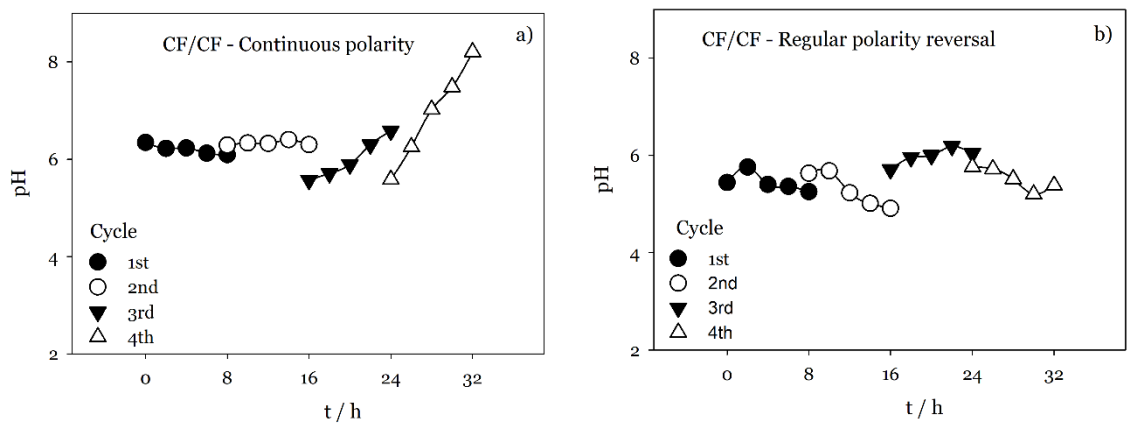 CF/CF - Continuous polarity
a)
8
6
4
2
pH
Cycle
1st
2nd
3rd
4th
0 8 16 24 32
t / h
CF/CF - Regular polarity reversal
b)
8
6
4
2
pH
Cycle
1st
2nd
3rd
4th
0 8 16 24 32
t / h